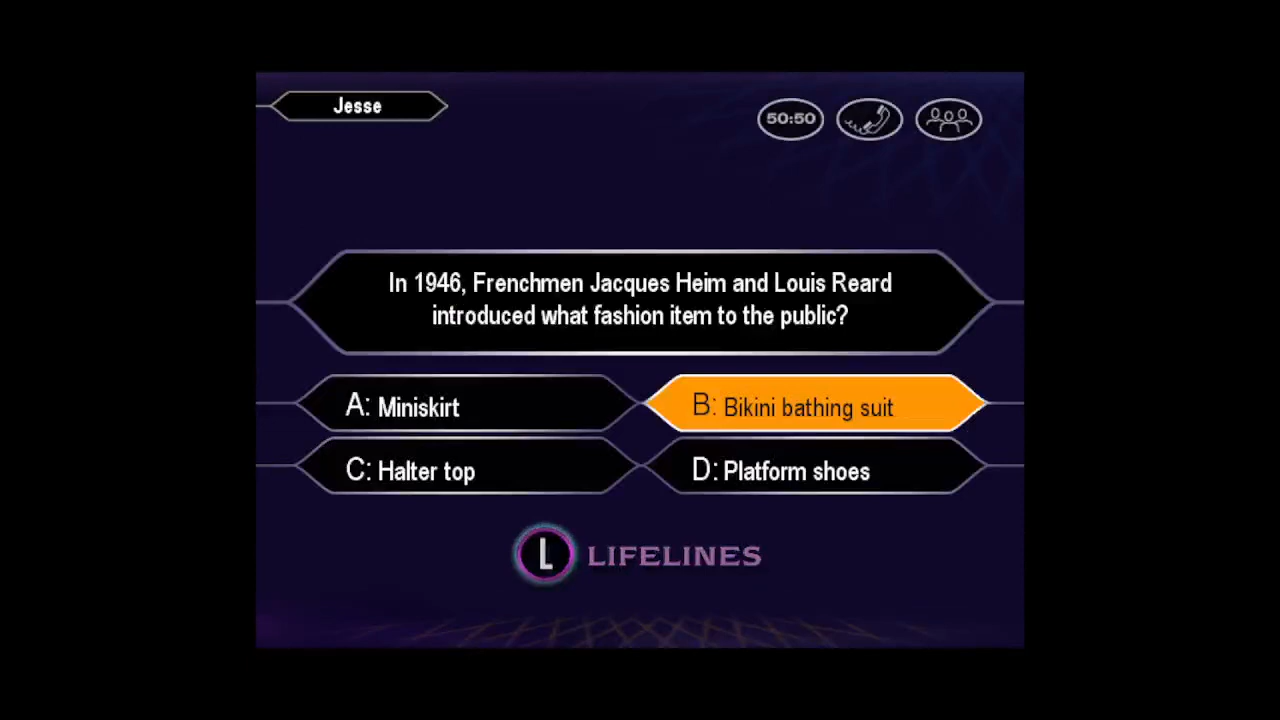 Jesse
50:50
In 1946, Frenchmen Jacques Heim and Louis Reard
introduced what fashion item to the public?
A: Miniskirt
B: Bikini bathing suit
C: Halter top
D: Platform shoes
L LIFELINES